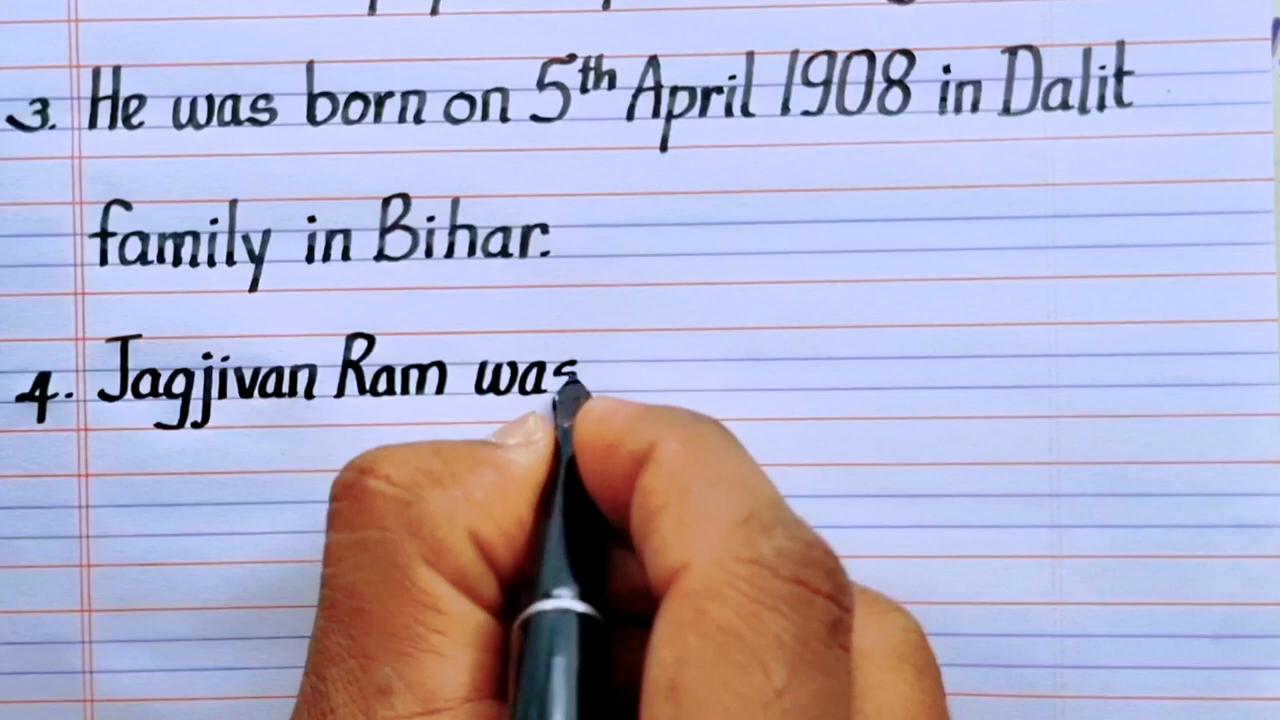 3. He was born on 5th April 1908 in Dalit
family in Bihar.
4. Jagjivan Ram was